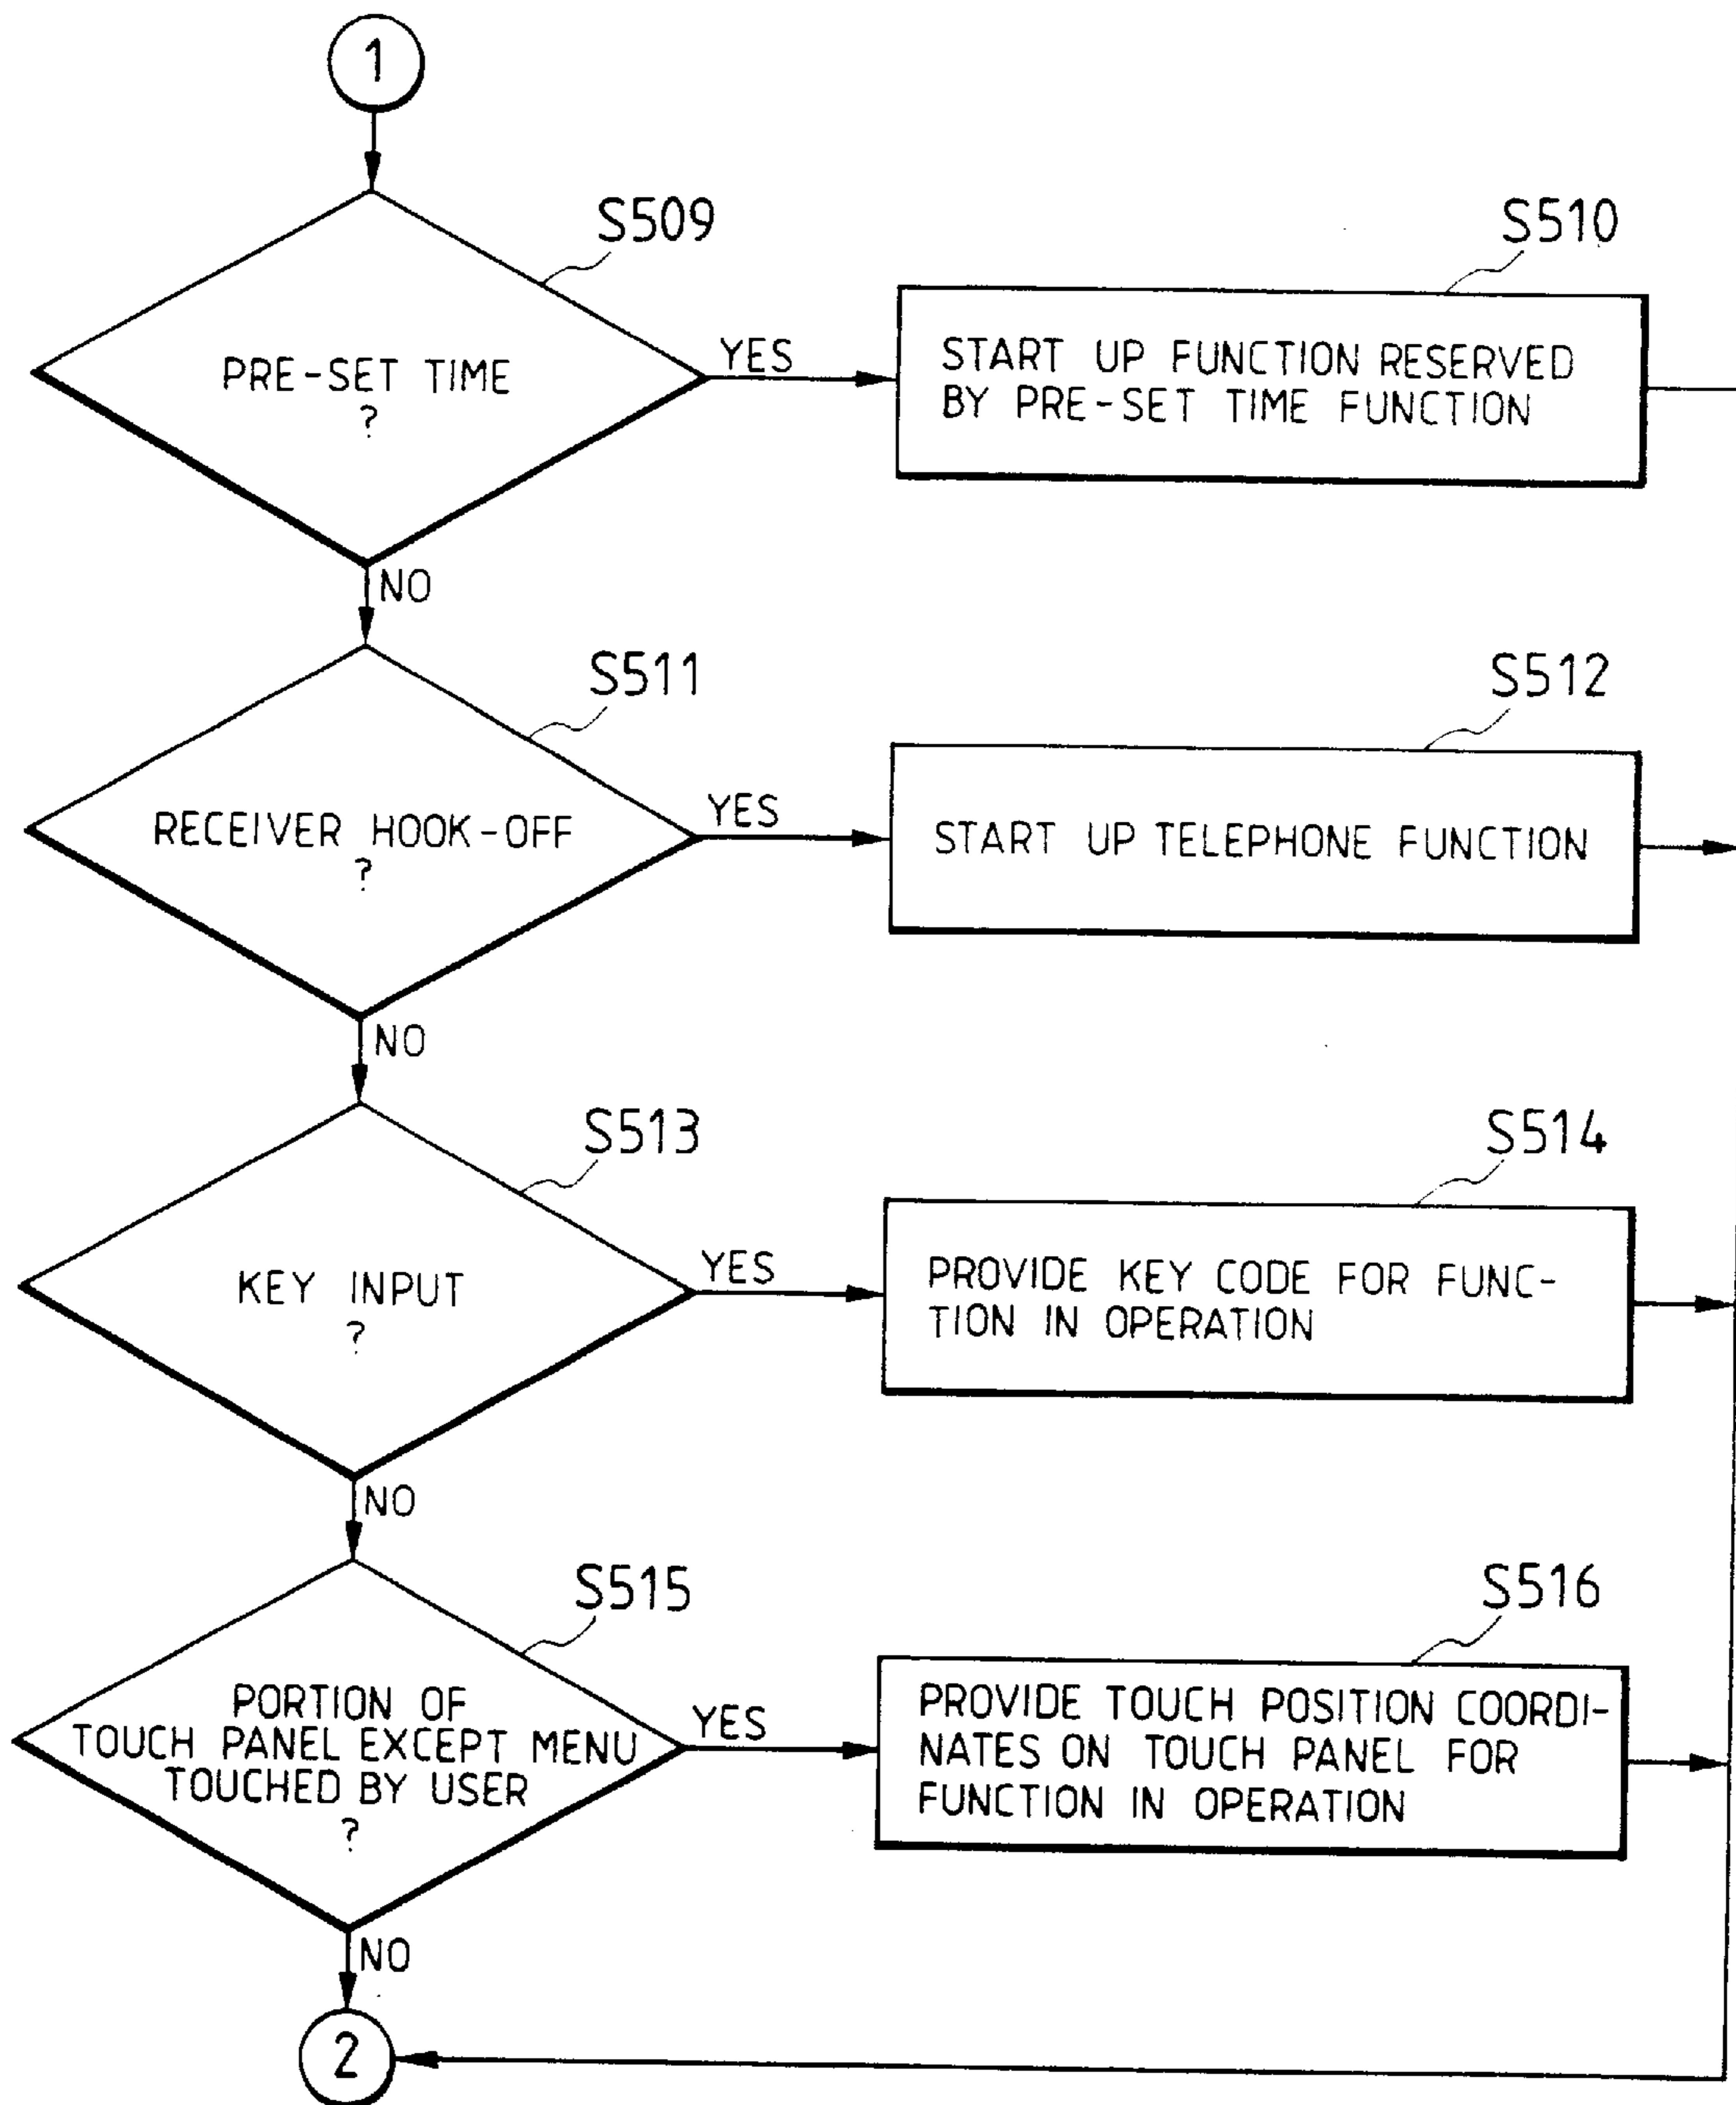 1
S509
PRE-SET TIME
?
YES
S510
START UP FUNCTION RESERVED
BY PRE-SET TIME FUNCTION
NO
S511
RECEIVER HOOK-OFF
?
YES
S512
START UP TELEPHONE FUNCTION
NO
S513
KEY INPUT
?
YES
S514
PROVIDE KEY CODE FOR FUNC-
TION IN OPERATION
NO
S515
PORTION OF
TOUCH PANEL EXCEPT MENU
TOUCHED BY USER
?
YES
S516
PROVIDE TOUCH POSITION COORDI-
NATES ON TOUCH PANEL FOR
FUNCTION IN OPERATION
NO
2